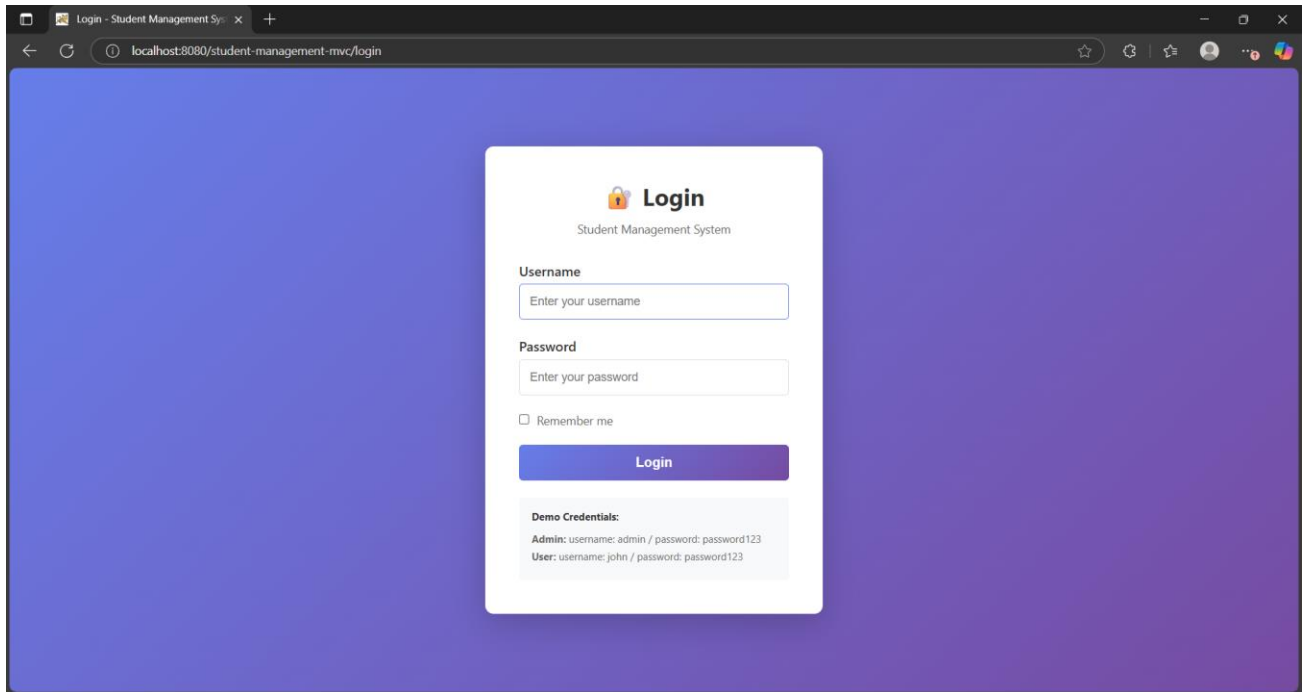 Login - Student Management Sys
localhost:8080/student-management-mvc/login
Login
Student Management System
Username
Enter your username
Password
Enter your password
Remember me
Login
Demo Credentials:
Admin: username: admin / password: password123
User: username: john / password: password123